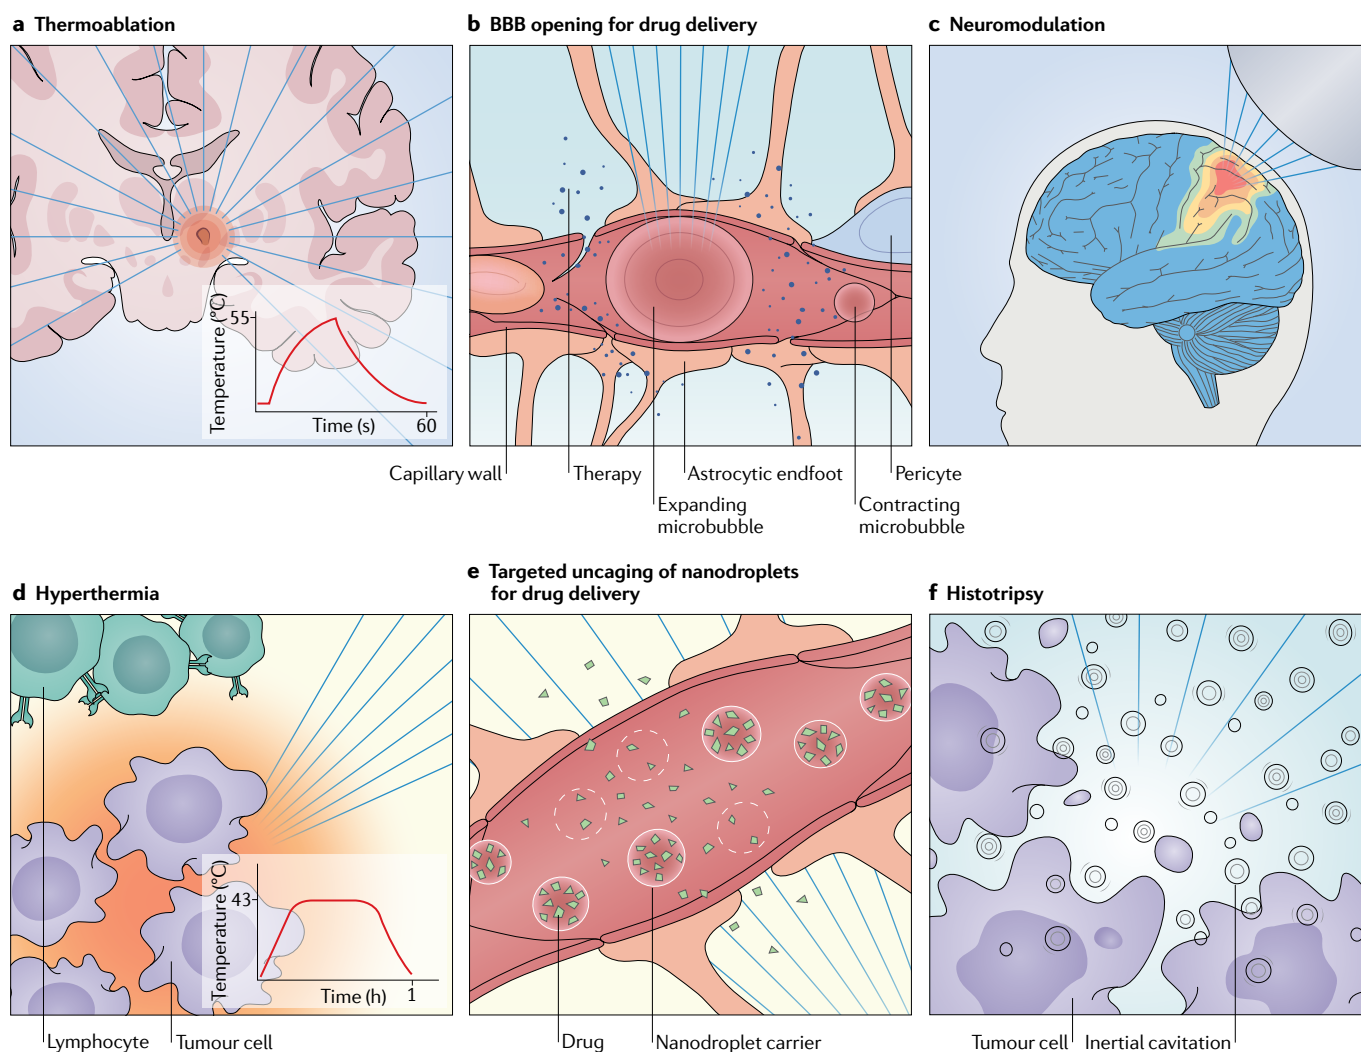 a Thermoablation
Temperature (°C)
55
Time (s)
60
b BBB opening for drug delivery
Capillary wall
Therapy
Expanding
microbubble
Astrocytic endfoot
Contracting
microbubble
Pericyte
c Neuromodulation
d Hyperthermia
Temperature (°C)
43
Time (h)
1
Lymphocyte
Tumour cell
e Targeted uncaging of nanodroplets
for drug delivery
Drug
Nanodroplet carrier
f Histotripsy
Tumour cell
Inertial cavitation